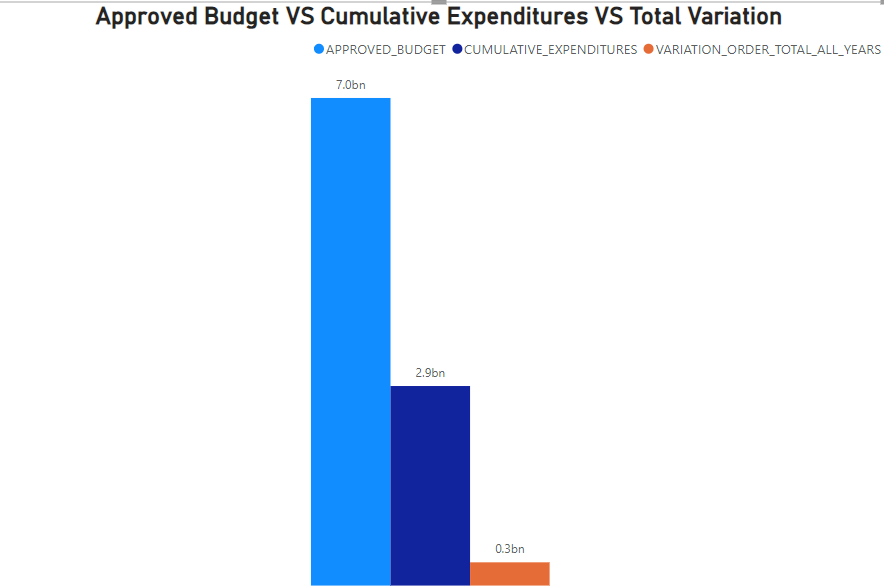 Approved Budget VS Cumulative Expenditures VS Total Variation
APPROVED_BUDGET CUMULATIVE_EXPENDITURES VARIATION_ORDER_TOTAL_ALL_YEARS
7.0bn
2.9bn
0.3bn